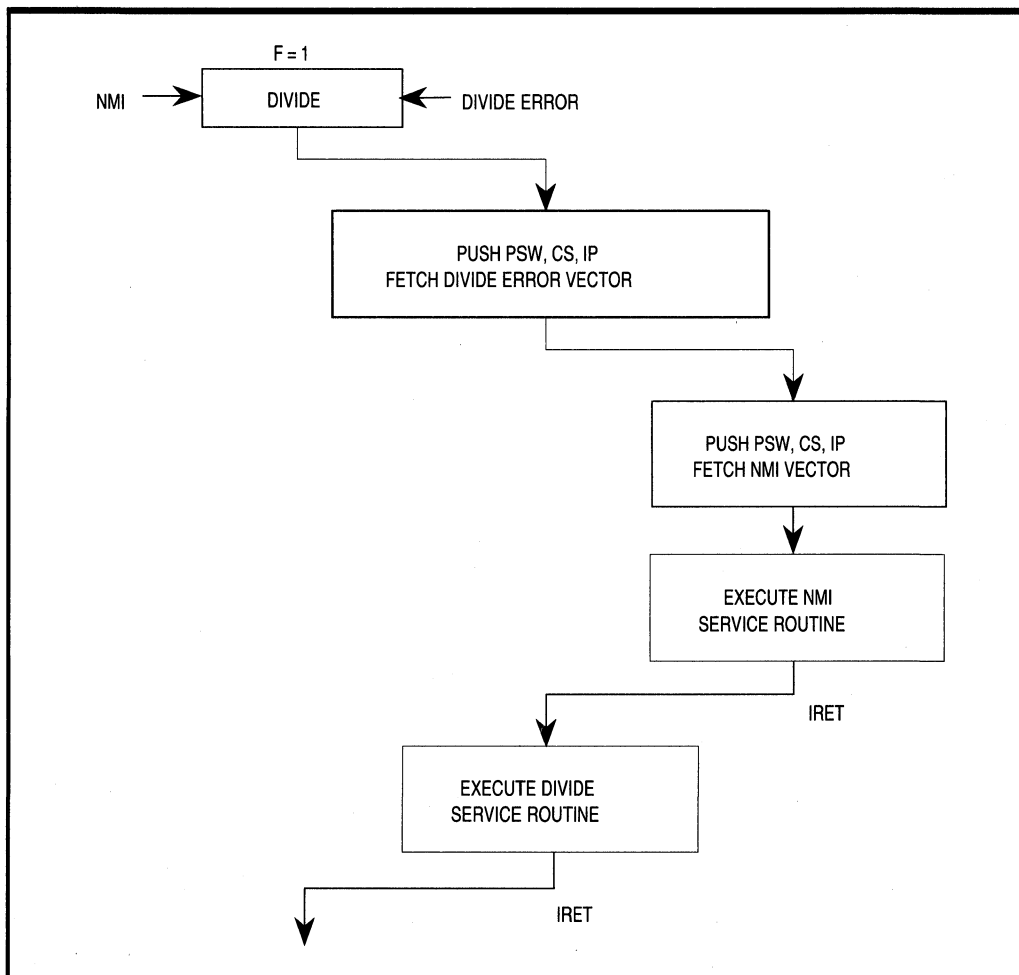 F = 1
NMI
DIVIDE
DIVIDE ERROR
PUSH PSW, CS, IP
FETCH DIVIDE ERROR VECTOR
PUSH PSW, CS, IP
FETCH NMI VECTOR
EXECUTE NMI
SERVICE ROUTINE
IRET
EXECUTE DIVIDE
SERVICE ROUTINE
IRET